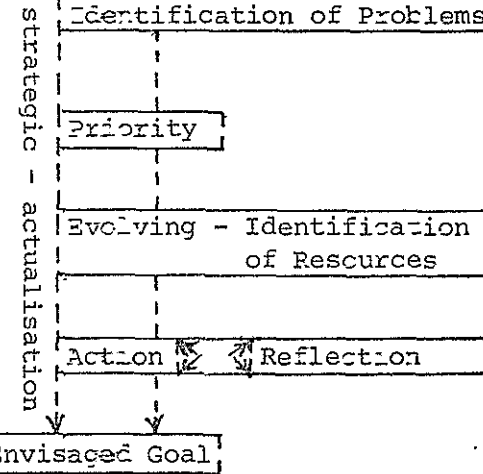 strategic - actualisation
Identification of Problems
Priority
Evolving - Identification
of Resources
Action
Reflection
Envisaged Goal